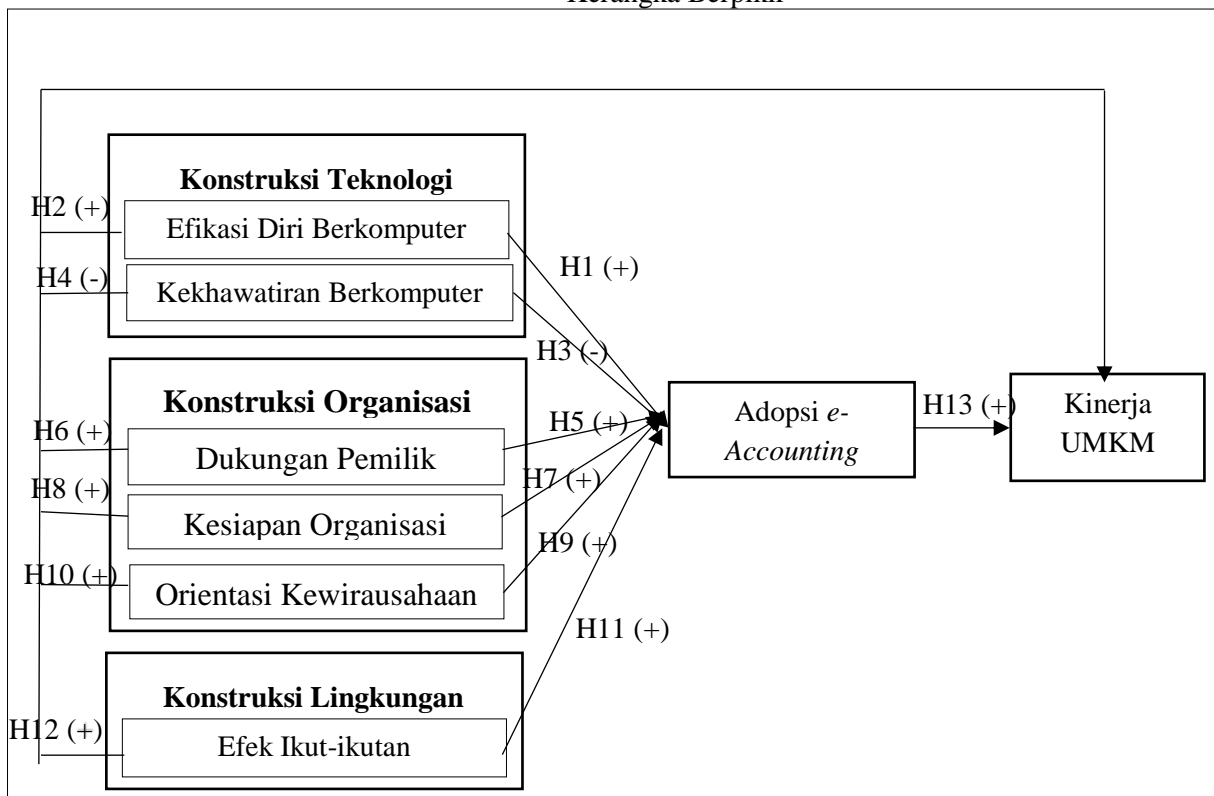 Konstruksi Teknologi
H2 (+)
Efikasi Diri Berkomputer
H1 (+)
H4 (-)
Kekhawatiran Berkomputer
H3 (-)
Konstruksi Organisasi
H6 (+)
Dukungan Pemilik
H5 (+)
H8 (+)
Kesiapan Organisasi
H7 (+)
H10 (+)
Orientasi Kewirausahaan
H9 (+)
Adopsi e-
Accounting
H13 (+)
Kinerja
UMKM
H11 (+)
Konstruksi Lingkungan
H12 (+)
Efek Ikut-ikutan